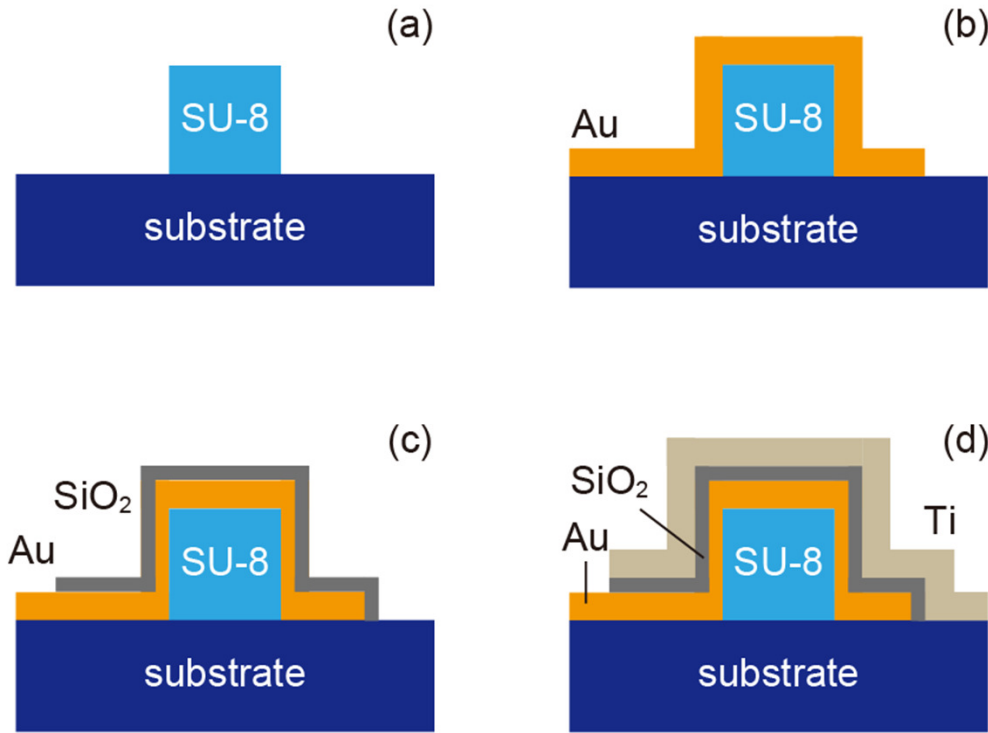 (a)
SU-8
substrate
(b)
Au
SU-8
substrate
(c)
SiO₂
Au
SU-8
substrate
(d)
SiO₂
Au
Ti
SU-8
substrate